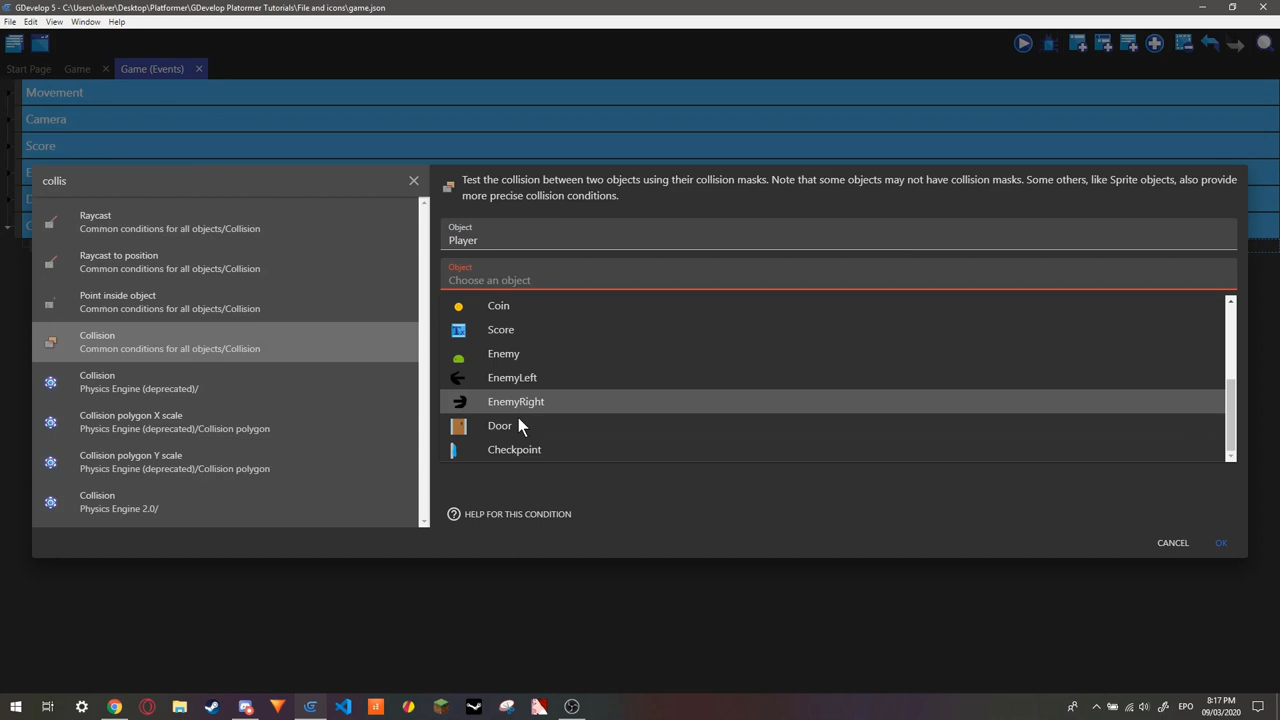 GDevelop 5 - C:\Users\oliver\Desktop\Platformer\GDevelop Platormer Tutorials\File and icons\game.json
File Edit View Window Help
Start Page Game Game (Events)
Movement
Camera
Score
collis
Raycast
Common conditions for all objects/Collision
Raycast to position
Common conditions for all objects/Collision
Point inside object
Common conditions for all objects/Collision
Collision
Common conditions for all objects/Collision
Collision
Physics Engine (deprecated)/
Collision polygon X scale
Physics Engine (deprecated)/Collision polygon
Collision polygon Y scale
Physics Engine (deprecated)/Collision polygon
Collision
Physics Engine 2.0/
Test the collision between two objects using their collision masks. Note that some objects may not have collision masks. Some others, like Sprite objects, also provide
more precise collision conditions.
Object
Player
Object
Choose an object
Coin
Score
Enemy
EnemyLeft
EnemyRight
Door
Checkpoint
HELP FOR THIS CONDITION
CANCEL OK
EPO
8:17 PM
09/03/2020